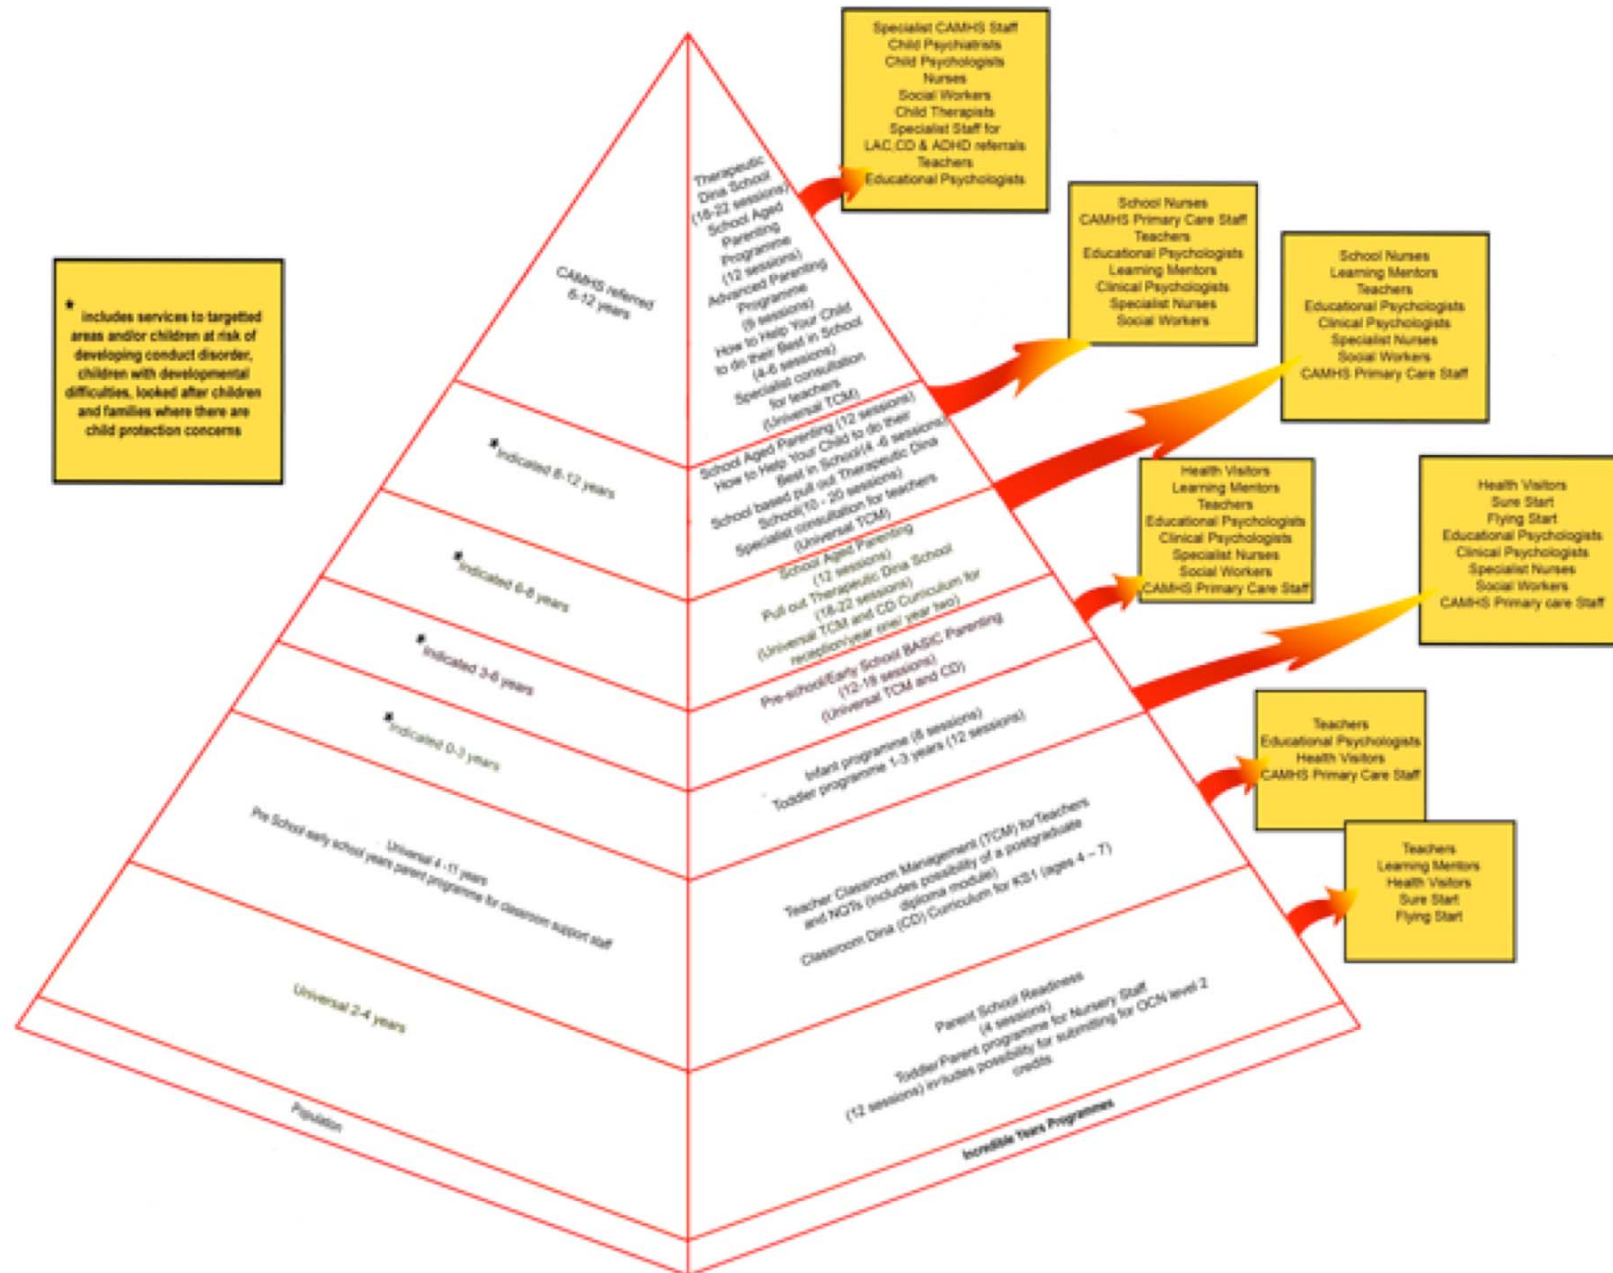 Specialist CAMHS Staff
Child Psychiatrists
Child Psychologists
Nurses
Social Workers
Child Therapists
Specialist Staff for
LAC,CD & ADHD referrals
Teachers
Educational Psychologists
School Nurses
CAMHS Primary Care Staff
Teachers
Educational Psychologists
Learning Mentors
Clinical Psychologists
Specialist Nurses
Social Workers
School Nurses
Learning Mentors
Teachers
Educational Psychologists
Clinical Psychologists
Specialist Nurses
Social Workers
CAMHS Primary Care Staff
* includes services to targetted
areas and/or children at risk of
developing conduct disorder,
children with developmental
difficulties, looked after children
and families where there are
child protection concerns
CAMHS referred
6-12 years
Therapeutic
Dina School
(18-22 sessions)
School Aged
Parenting
Programme
(12 sessions)
Advanced Parenting
Programme
(9 sessions)
How to Help Your Child
to do their Best in School
(4-6 sessions)
Specialist consultation
for teachers
(Universal TCM)
*Indicated 8-12 years
School Aged Parenting (12 sessions)
How to Help Your Child to do their
Best in School(4 -6 sessions)
School based pull out Therapeutic Dina
School(10 - 20 sessions)
Specialist consultation for teachers
(Universal TCM)
*Indicated 6-8 years
School Aged Parenting
(12 sessions)
Pull out Therapeutic Dina School
(18-22 sessions)
(Universal TCM and CD Curriculum for
reception/year one/ year two)
Health Visitors
Learning Mentors
Teachers
Educational Psychologists
Clinical Psychologists
Specialist Nurses
Social Workers
CAMHS Primary Care Staff
Health Visitors
Sure Start
Flying Start
Educational Psychologists
Clinical Psychologists
Specialist Nurses
Social Workers
CAMHS Primary care Staff
*Indicated 3-6 years
Pre-school/Early School BASIC Parenting
(12-18 sessions)
(Universal TCM and CD)
*Indicated 0-3 years
Infant programme (8 sessions)
Toddler programme 1-3 years (12 sessions)
Teachers
Educational Psychologists
Health Visitors
CAMHS Primary Care Staff
Universal 4 -11 years
Pre School early school years parent programme for classroom support staff
Teacher Classroom Management (TCM) forTeachers
and NQTs (includes possibility of a postgraduate
diploma module)
Classroom Dina (CD) Curriculum for KS1 (ages 4 – 7)
Teachers
Learning Mentors
Health Visitors
Sure Start
Flying Start
Universal 2-4 years
Parent School Readiness
(4 sessions)
Toddler/Parent programme for Nursery Staff
(12 sessions) includes possibility for submitting for OCN level 2
credits
Population
Incredible Years Programmes